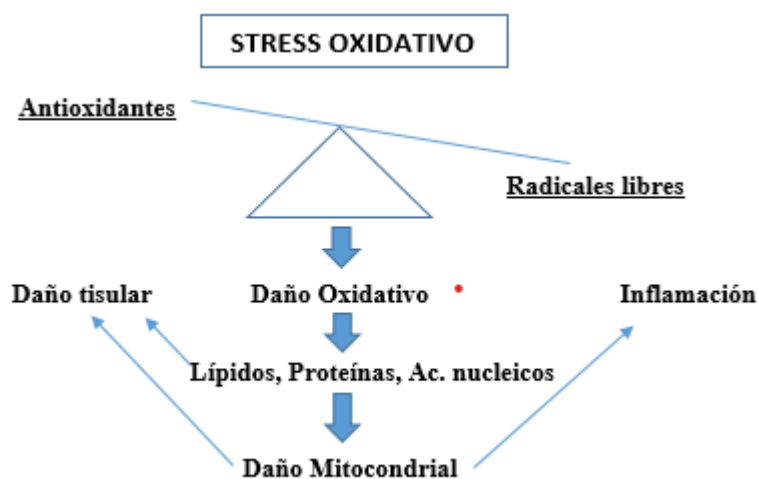 STRESS OXIDATIVO
Antioxidantes
Radicales libres
Daño tisular
Daño Oxidativo
Inflamación
Lípidos, Proteínas, Ac. nucleicos
Daño Mitocondrial